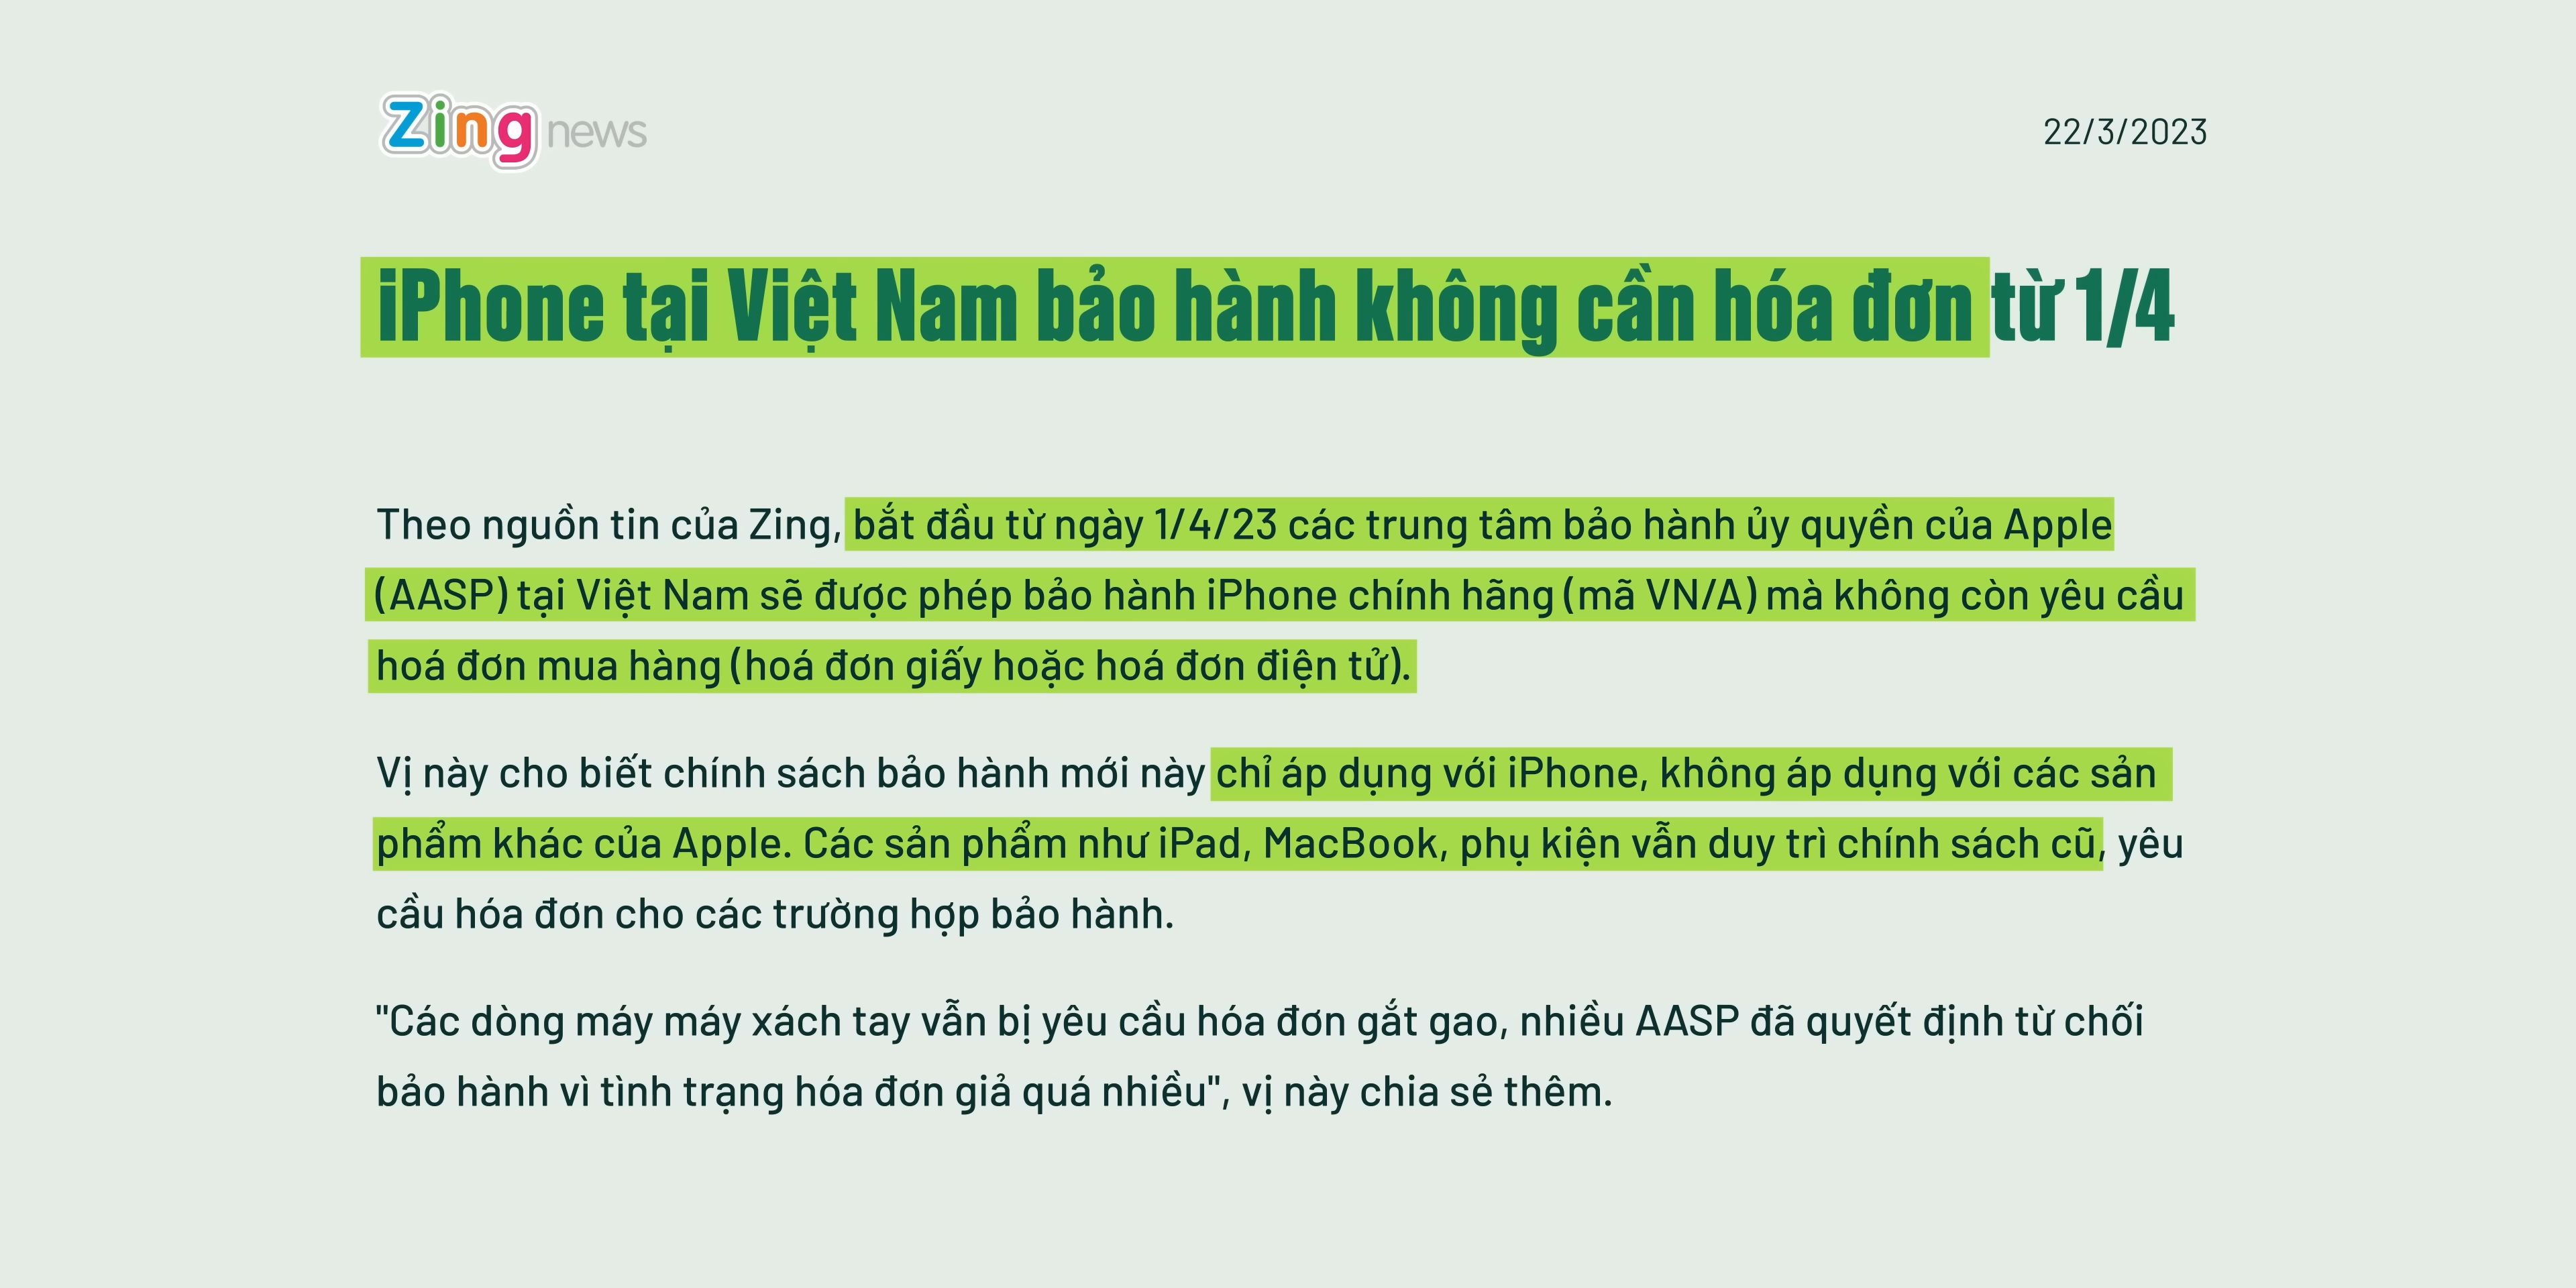 Zing news
22/3/2023
iPhone tại Việt Nam bảo hành không cần hóa đơn từ 1/4
Theo nguồn tin của Zing, bắt đầu từ ngày 1/4/23 các trung tâm bảo hành ủy quyền của Apple
(AASP) tại Việt Nam sẽ được phép bảo hành iPhone chính hãng (mã VN/A) mà không còn yêu cầu
hoá đơn mua hàng (hoá đơn giấy hoặc hoá đơn điện tử).
Vị này cho biết chính sách bảo hành mới này chỉ áp dụng với iPhone, không áp dụng với các sản
phẩm khác của Apple. Các sản phẩm như iPad, MacBook, phụ kiện vẫn duy trì chính sách cũ, yêu
cầu hóa đơn cho các trường hợp bảo hành.
"Các dòng máy máy xách tay vẫn bị yêu cầu hóa đơn gắt gao, nhiều AASP đã quyết định từ chối
bảo hành vì tình trạng hóa đơn giả quá nhiều", vị này chia sẻ thêm.